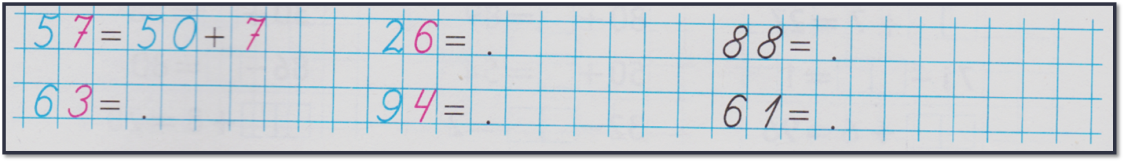 57=50+7 26= . 88= .
63= . 94= . 61= .